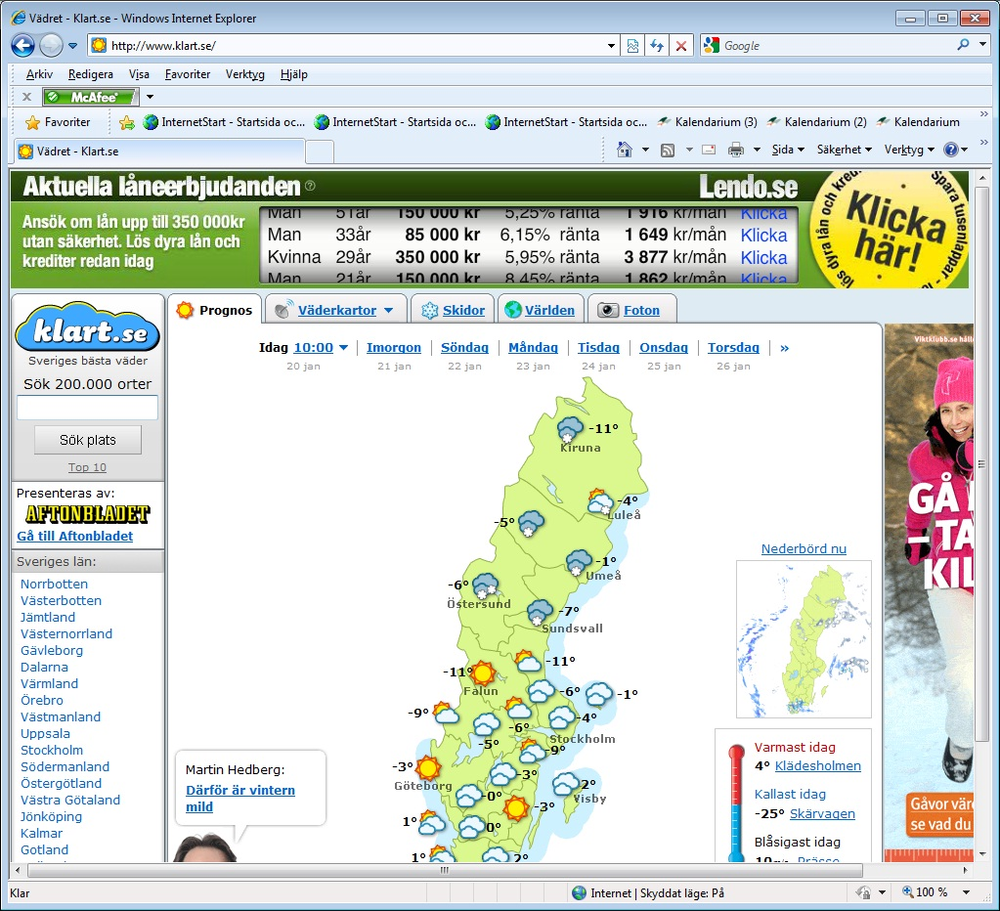 Vädret - Klart.se - Windows Internet Explorer
http://www.klart.se/
Google
Arkiv Redigera Visa Favoriter Verktyg Hjälp
x McAfee
Favoriter InternetStart - Startsida oc... InternetStart - Startsida oc... InternetStart - Startsida oc... Kalendarium (3) Kalendarium (2) Kalendarium »
Vädret - Klart.se
Sida Säkerhet Verktyg »
Aktuella låneerbjudanden ?
Lendo.se
Ansök om lån upp till 350 000kr
utan säkerhet. Lös dyra lån och
krediter redan idag
Man 51år 150 000 kr 5,25% ränta 1 916 kr/mån Klicka
Man 33år 85 000 kr 6,15% ränta 1 649 kr/mån Klicka
Kvinna 29år 350 000 kr 5,95% ränta 3 877 kr/mån Klicka
Man 21år 150 000 kr 8,45% ränta 1 862 kr/mån Klicka
Klicka
här!
lös dyra lån och kre
Spara tusenlappar -
klart.se
Sveriges bästa väder
Sök 200.000 orter
Sök plats
Top 10
Presenteras av:
AFTONBLADET
Gå till Aftonbladet
Sveriges län:
Norrbotten
Västerbotten
Jämtland
Västernorrland
Gävleborg
Dalarna
Värmland
Örebro
Västmanland
Uppsala
Stockholm
Södermanland
Östergötland
Västra Götaland
Jönköping
Kalmar
Gotland
Prognos Väderkartor Skidor Världen Foton
Idag 10:00 Imorgon Söndag Måndag Tisdag Onsdag Torsdag »
20 jan 21 jan 22 jan 23 jan 24 jan 25 jan 26 jan
-11°
Kiruna
-4°
Luleå
-5°
-1°
Umeå
-6°
Östersund
-7°
Sundsvall
-11°
-11°
Falun
-6°
-1°
-9°
-6°
-4°
Stockholm
-5°
-9°
-3°
Göteborg
-3°
2°
Visby
-0°
-3°
1°
0°
1°
2°
Martin Hedberg:
Därför är vintern
mild
Nederbörd nu
Varmast idag
4° Klädesholmen
Kallast idag
-25° Skärvagen
Blåsigast idag
Viktklubb.se
GÅ
– TA
KIL
Gåvor
se vad du
Klar
Internet | Skyddat läge: På
100 %